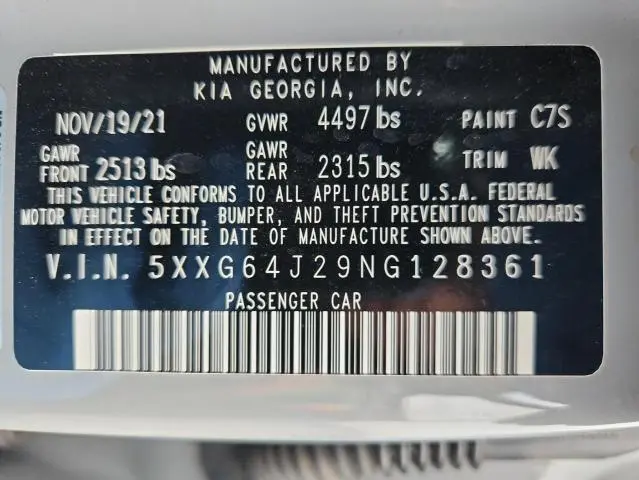 MANUFACTURED BY
KIA GEORGIA, INC.
NOV/19/21 GVWR 4497 lbs PAINT C7S
GAWR FRONT 2513 lbs GAWR REAR 2315 lbs TRIM WK
THIS VEHICLE CONFORMS TO ALL APPLICABLE U.S.A. FEDERAL
MOTOR VEHICLE SAFETY, BUMPER, AND THEFT PREVENTION STANDARDS
IN EFFECT ON THE DATE OF MANUFACTURE SHOWN ABOVE.
V.I.N. 5XXG64J29NG128361
PASSENGER CAR